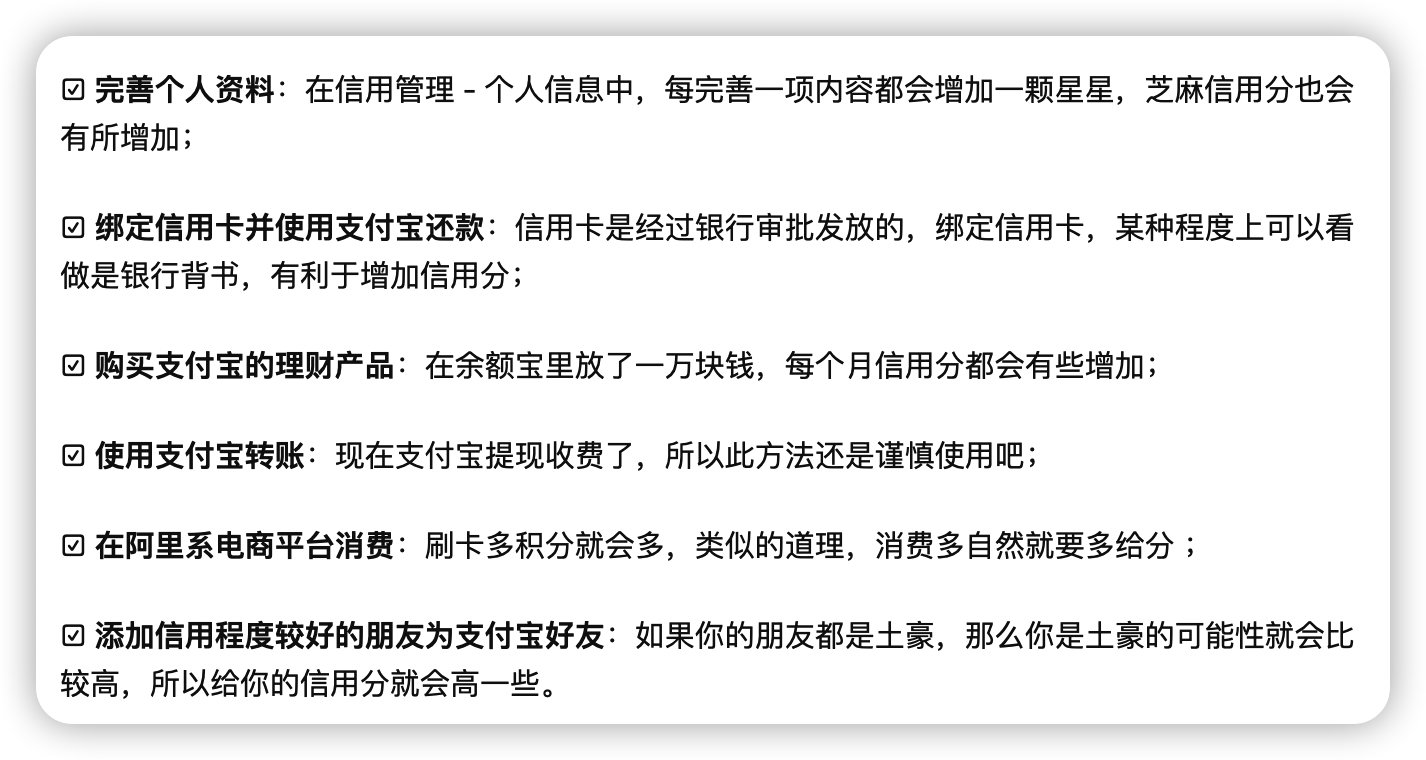 ☑ 完善个人资料：在信用管理 - 个人信息中，每完善一项内容都会增加一颗星星，芝麻信用分也会
有所增加；
☑ 绑定信用卡并使用支付宝还款：信用卡是经过银行审批发放的，绑定信用卡，某种程度上可以看
做是银行背书，有利于增加信用分；
☑ 购买支付宝的理财产品：在余额宝里放了一万块钱，每个月信用分都会有些增加；
☑ 使用支付宝转账：现在支付宝提现收费了，所以此方法还是谨慎使用吧；
☑ 在阿里系电商平台消费：刷卡多积分就会多，类似的道理，消费多自然就要多给分 ；
☑ 添加信用程度较好的朋友为支付宝好友：如果你的朋友都是土豪，那么你是土豪的可能性就会比
较高，所以给你的信用分就会高一些。